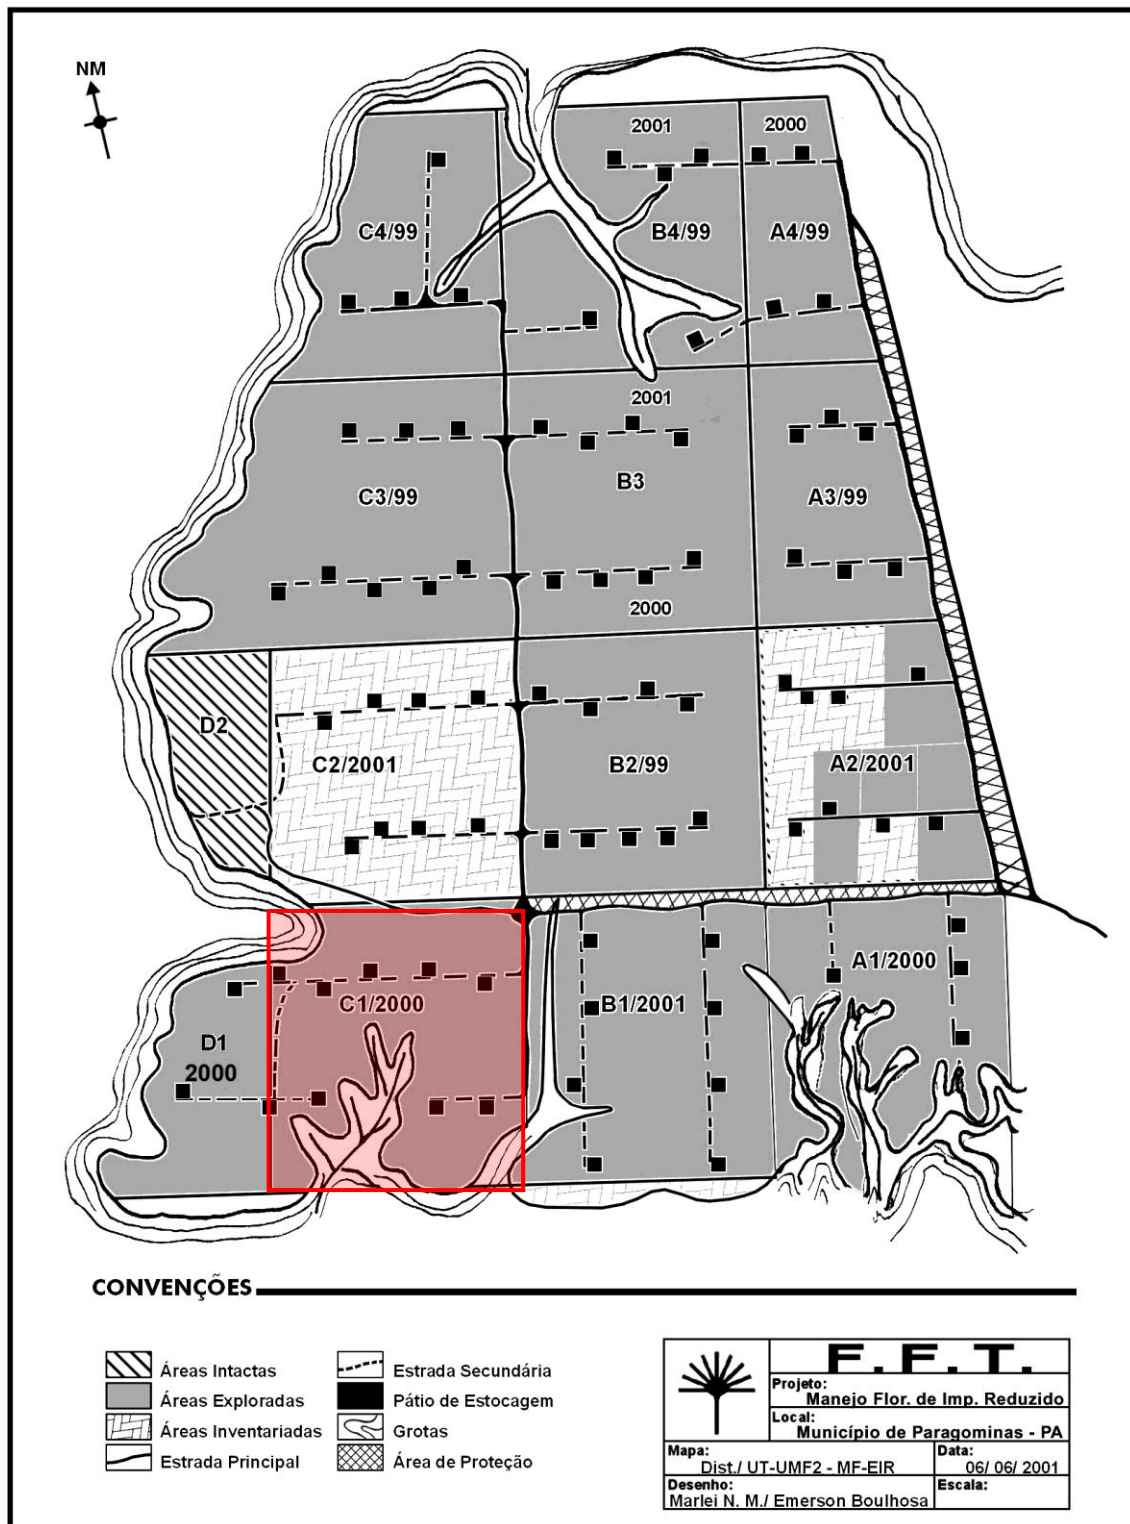 NM
2001
2000
C4/99
B4/99
A4/99
2001
C3/99
B3
A3/99
2000
D2
C2/2001
B2/99
A2/2001
C1/2000
B1/2001
A1/2000
D1
2000
CONVENÇÕES
Áreas Intactas
Áreas Exploradas
Áreas Inventariadas
Estrada Principal
Estrada Secundária
Pátio de Estocagem
Grotas
Área de Proteção
F. F. T.
Projeto:
Manejo Flor. de Imp. Reduzido
Local:
Município de Paragominas - PA
Mapa:
Dist./ UT-UMF2 - MF-EIR
Data:
06/ 06/ 2001
Desenho:
Marlei N. M./ Emerson Boulhosa
Escala: